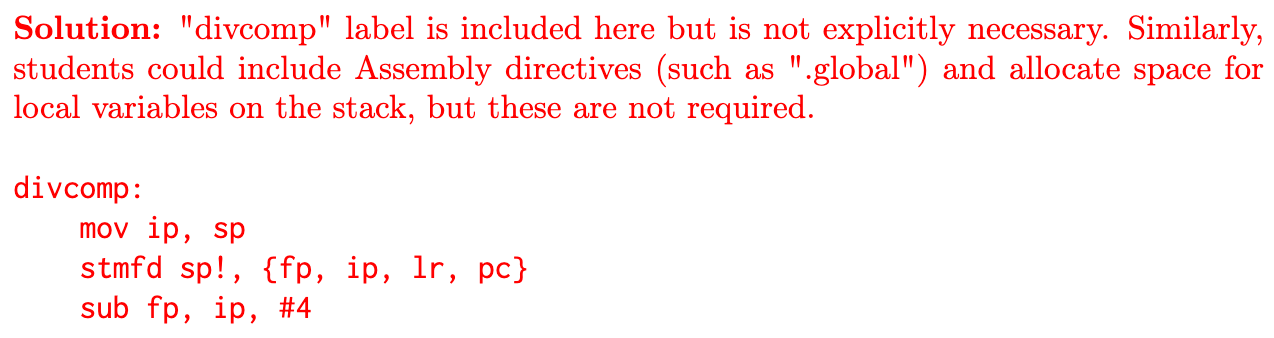 Solution: "divcomp" label is included here but is not explicitly necessary. Similarly,
students could include Assembly directives (such as ".global") and allocate space for
local variables on the stack, but these are not required.
divcomp:
    mov ip, sp
    stmfd sp!, {fp, ip, lr, pc}
    sub fp, ip, #4